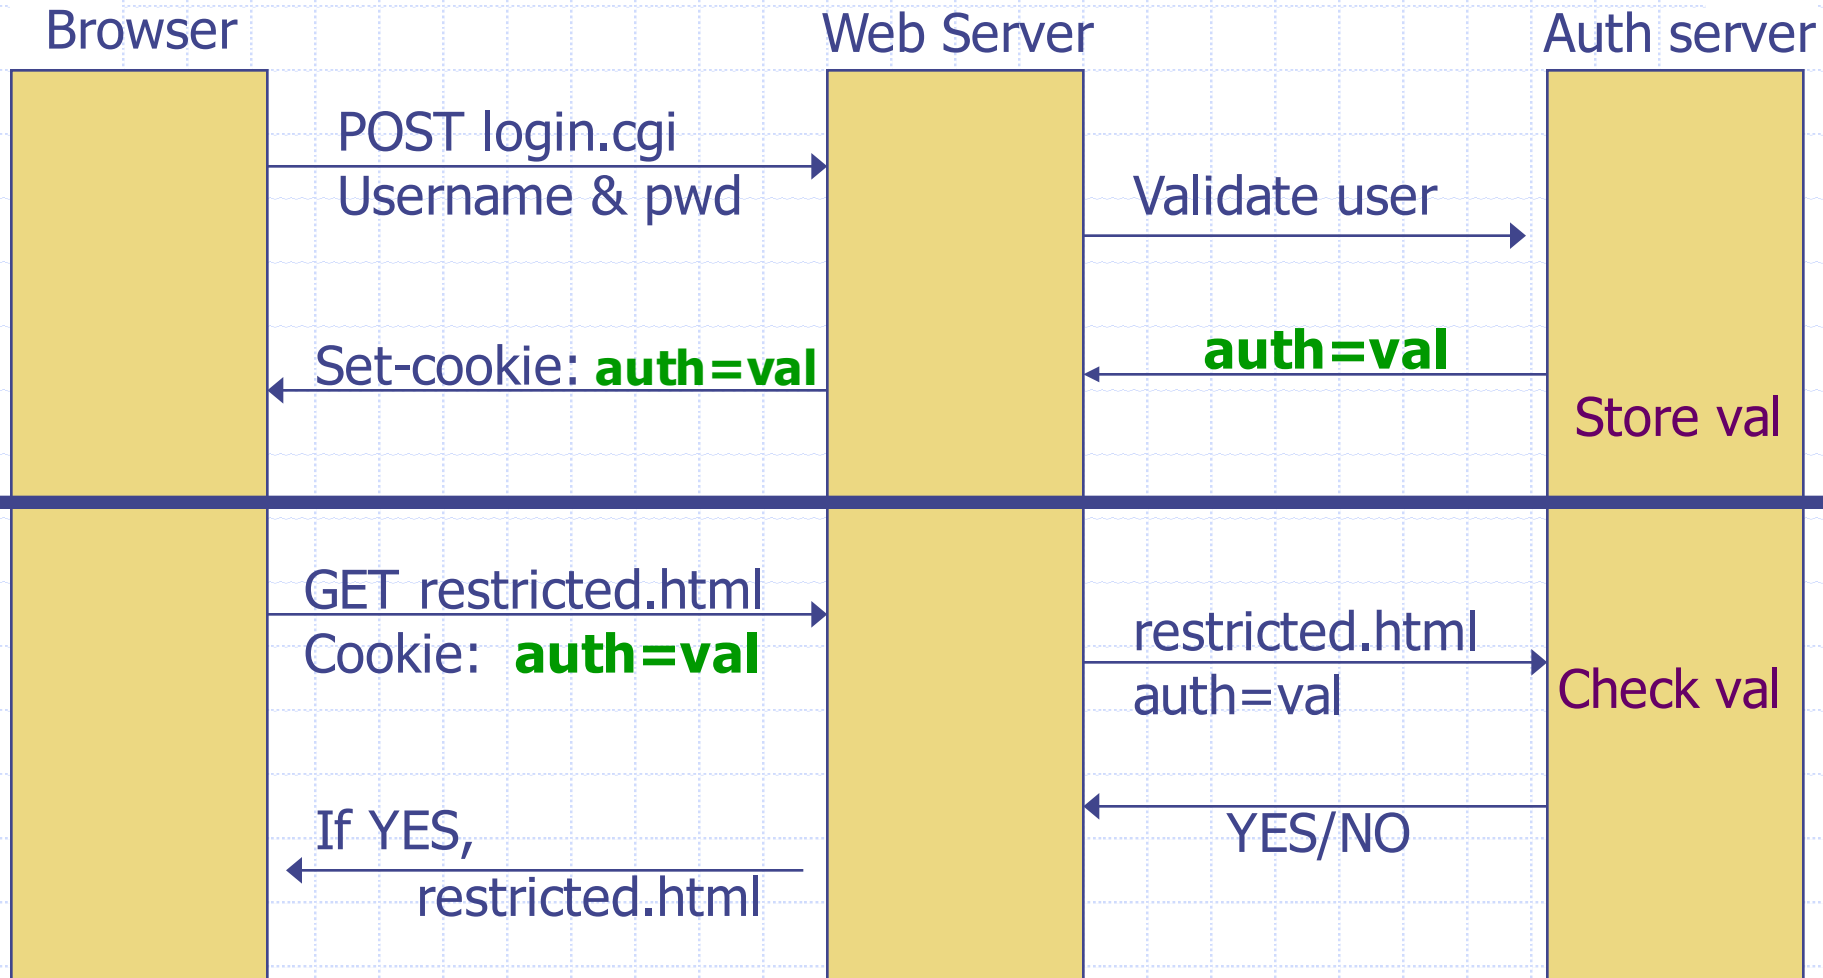 Browser
Web Server
Auth server
POST login.cgi
Username & pwd
Validate user
auth=val
Set-cookie: auth=val
Store val
GET restricted.html
Cookie: auth=val
restricted.html
auth=val
Check val
YES/NO
If YES,
restricted.html